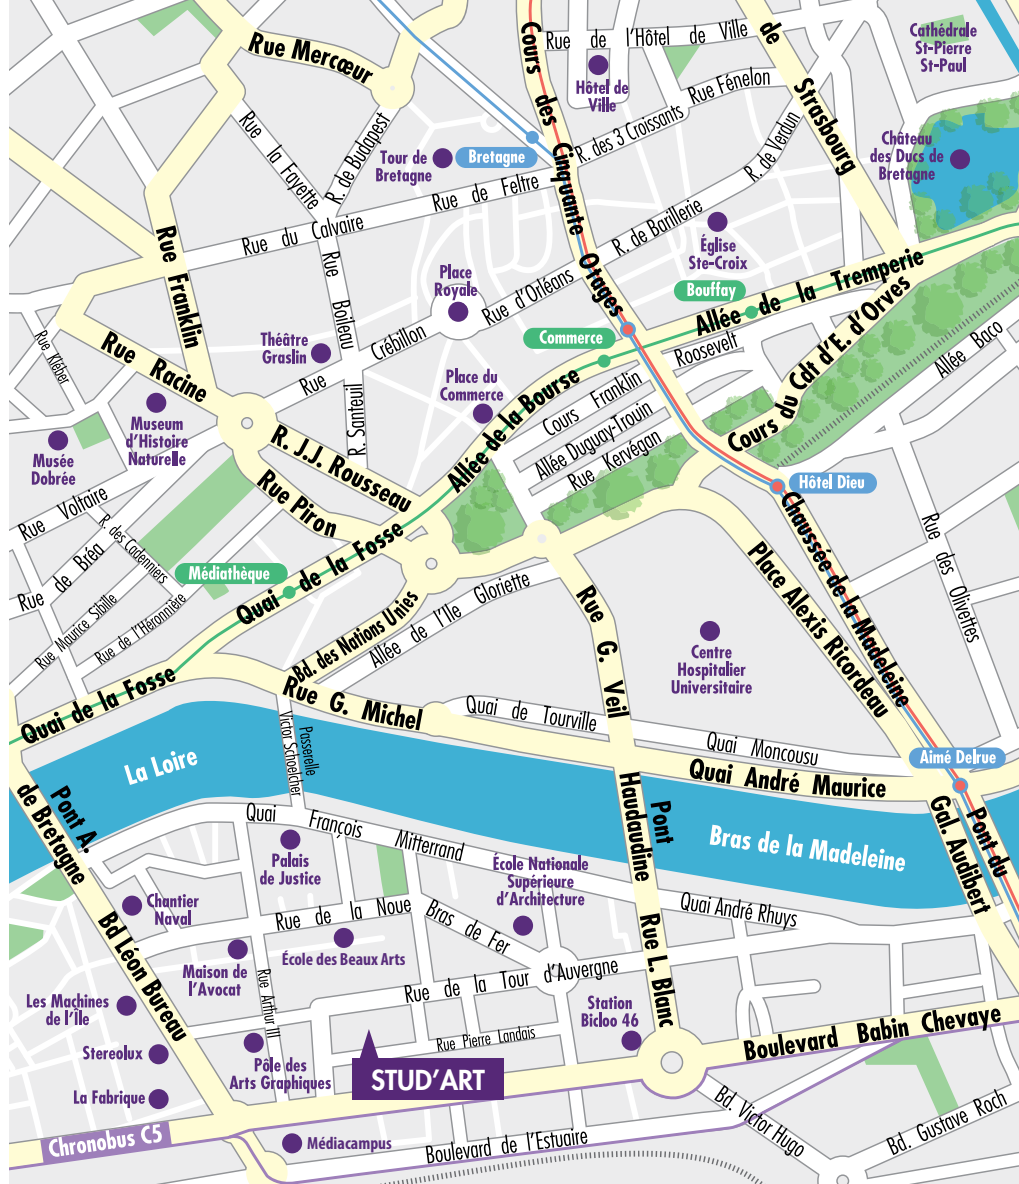 Rue Mercœur
Cours des Cinquante Otages
Rue de l'Hôtel de Ville
de Strasbourg
Cathédrale
St-Pierre
St-Paul
Hôtel de
Ville
Rue Fénelon
R. des 3 Croissants
R. de Verdun
Château
des Ducs de
Bretagne
Rue la Fayette
R. de Budapest
Tour de
Bretagne
Bretagne
Rue de Feltre
Rue du Calvaire
R. de Barillerie
Église
Ste-Croix
Rue Franklin
Rue Boileau
Place
Royale
Rue d'Orléans
Bouffay
Allée de la Tremperie
Commerce
Roosevelt
Cours du Cdt d'E. d'Orves
Allée Baco
Rue Kléber
Rue Racine
Théâtre
Graslin
Rue Crébillon
Place du
Commerce
Allée de la Bourse
Cours Franklin
Allée Duguay-Trouin
Rue Kervégan
R. Santeuil
Museum
d'Histoire
Naturelle
Musée
Dobrée
R. J.J. Rousseau
Rue Piron
Hôtel Dieu
Rue Voltaire
R. des Cadenniers
Rue de Bréa
Médiathèque
Quai de la Fosse
Rue Maurice Sibille
Rue de l'Héronnière
Bd. des Nations Unies
Allée de l'Ile Gloriette
Rue G. Veil
Place Alexis Ricordeau
Chaussée de la Madeleine
Rue des Olivettes
Centre
Hospitalier
Universitaire
Quai de la Fosse
Rue G. Michel
Quai de Tourville
Quai Moncousu
Passerelle
Victor Schoelcher
La Loire
Quai André Maurice
Aimé Delrue
Pont A.
de Bretagne
Pont
Haudaudine
Bras de la Madeleine
Pont du
Gal. Audibert
Quai François Mitterrand
Palais
de Justice
École Nationale
Supérieure
d'Architecture
Chantier
Naval
Rue de la Noue
Bras de Fer
Quai André Rhuys
Bd Léon Bureau
Maison de
l'Avocat
École des Beaux Arts
Rue L. Blanc
Rue de la Tour d'Auvergne
Les Machines
de l'Ïle
Rue Arthur III
Station
Bicloo 46
Boulevard Babin Chevaye
Stereolux
Pôle des
Arts Graphiques
Rue Pierre Landais
STUD'ART
La Fabrique
Chronobus C5
Médiacampus
Boulevard de l'Estuaire
Bd. Victor Hugo
Bd. Gustave Roch